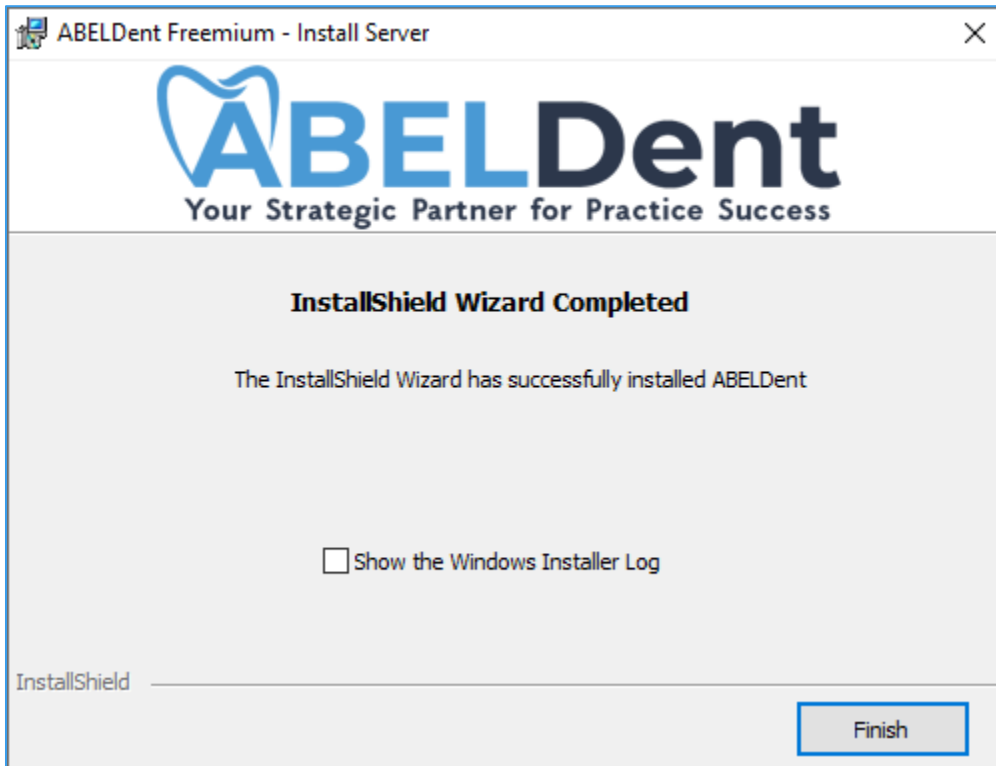 ABELDent Freemium - Install Server
ABELDent
Your Strategic Partner for Practice Success
InstallShield Wizard Completed
The InstallShield Wizard has successfully installed ABELDent
Show the Windows Installer Log
InstallShield
Finish